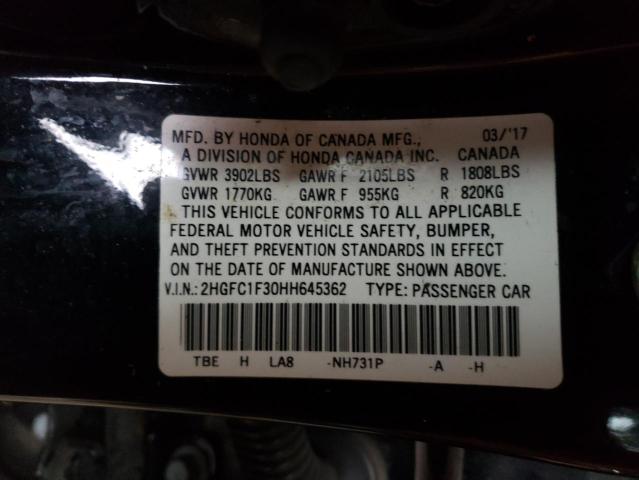 MFD. BY HONDA OF CANADA MFG., 03/'17
A DIVISION OF HONDA CANADA INC. CANADA
GVWR 3902LBS GAWR F 2105LBS R 1808LBS
GVWR 1770KG GAWR F 955KG R 820KG
THIS VEHICLE CONFORMS TO ALL APPLICABLE
FEDERAL MOTOR VEHICLE SAFETY, BUMPER,
AND THEFT PREVENTION STANDARDS IN EFFECT
ON THE DATE OF MANUFACTURE SHOWN ABOVE.
V.I.N.: 2HGFC1F30HH645362 TYPE: PASSENGER CAR
TBE H LA8 -NH731P -A -H